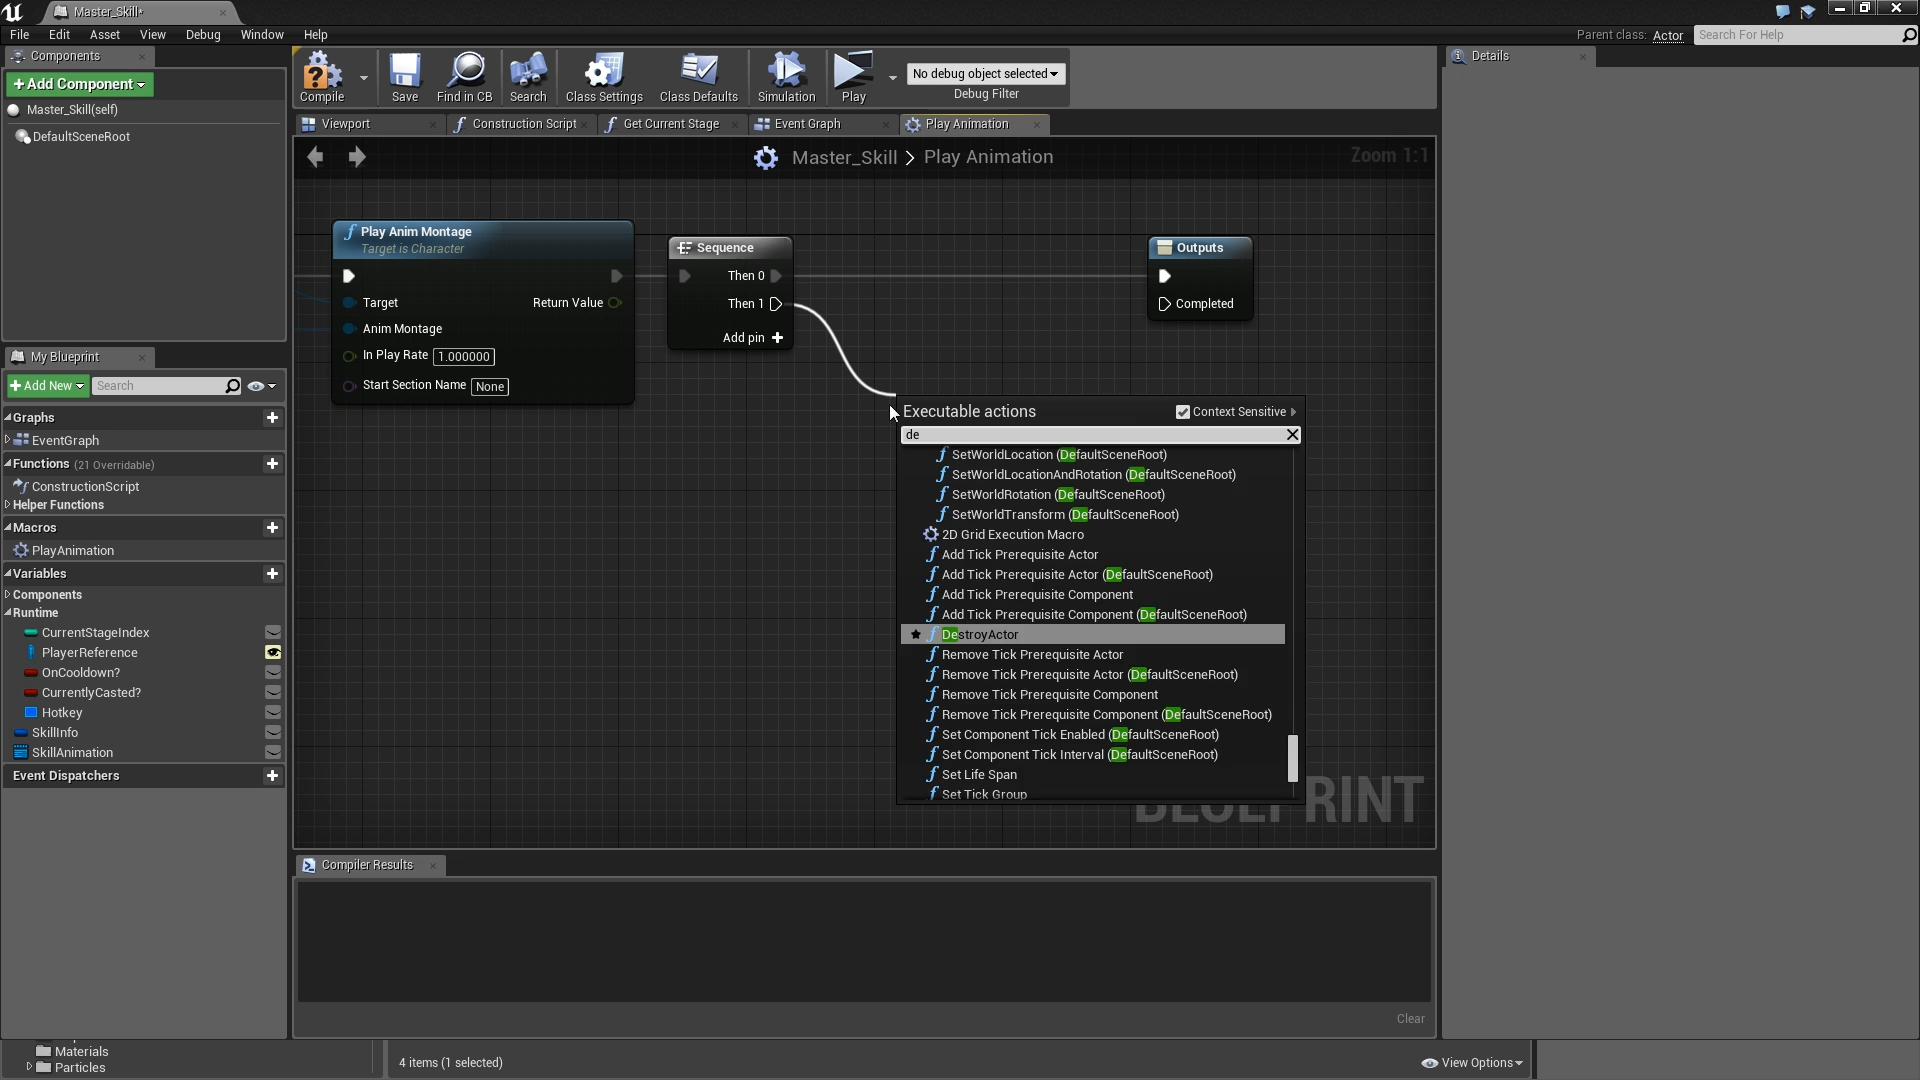 Master_Skill*
File Edit Asset View Debug Window Help
Parent class: Actor
Search For Help
Components
+ Add Component
Master_Skill(self)
DefaultSceneRoot
Compile
Save
Find in CB
Search
Class Settings
Class Defaults
Simulation
Play
No debug object selected
Debug Filter
Details
Viewport
Construction Script
Get Current Stage
Event Graph
Play Animation
Master_Skill > Play Animation
Zoom 1:1
Play Anim Montage
Target is Character
Target
Return Value
Anim Montage
In Play Rate 1.000000
Start Section Name None
Sequence
Then 0
Then 1
Add pin +
Outputs
Completed
Executable actions
Context Sensitive
de
SetWorldLocation (DefaultSceneRoot)
SetWorldLocationAndRotation (DefaultSceneRoot)
SetWorldRotation (DefaultSceneRoot)
SetWorldTransform (DefaultSceneRoot)
2D Grid Execution Macro
Add Tick Prerequisite Actor
Add Tick Prerequisite Actor (DefaultSceneRoot)
Add Tick Prerequisite Component
Add Tick Prerequisite Component (DefaultSceneRoot)
DestroyActor
Remove Tick Prerequisite Actor
Remove Tick Prerequisite Actor (DefaultSceneRoot)
Remove Tick Prerequisite Component
Remove Tick Prerequisite Component (DefaultSceneRoot)
Set Component Tick Enabled (DefaultSceneRoot)
Set Component Tick Interval (DefaultSceneRoot)
Set Life Span
Set Tick Group
BLUEPRINT
My Blueprint
+ Add New
Search
Graphs
EventGraph
Functions (21 Overridable)
ConstructionScript
Helper Functions
Macros
PlayAnimation
Variables
Components
Runtime
CurrentStageIndex
PlayerReference
OnCooldown?
CurrentlyCasted?
Hotkey
SkillInfo
SkillAnimation
Event Dispatchers
Compiler Results
Clear
Materials
Particles
4 items (1 selected)
View Options